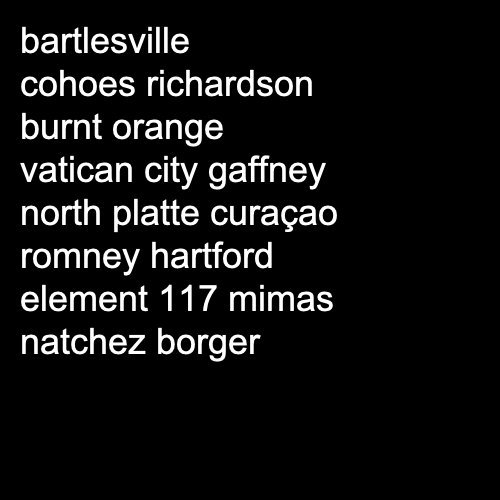 bartlesville
cohoes richardson
burnt orange
vatican city gaffney
north platte curaçao
romney hartford
element 117 mimas
natchez borger